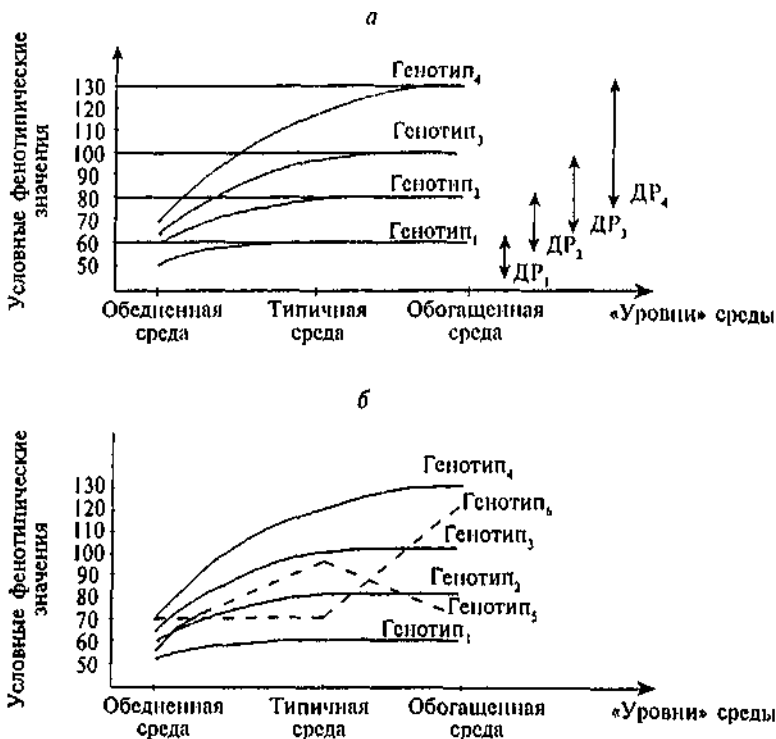 а
Условные фенотипические
значения
130
120
110
100
90
80
70
60
50
Генотип₄
Генотип₃
Генотип₂
Генотип₁
ДР₄
ДР₃
ДР₂
ДР₁
Обедненная
среда
Типичная
среда
Обогащенная
среда
«Уровни» среды
б
Условные фенотипические
значения
130
120
110
100
90
80
70
60
50
Генотип₄
Генотип₆
Генотип₃
Генотип₂
Генотип₅
Генотип₁
Обедненная
среда
Типичная
среда
Обогащенная
среда
«Уровни» среды